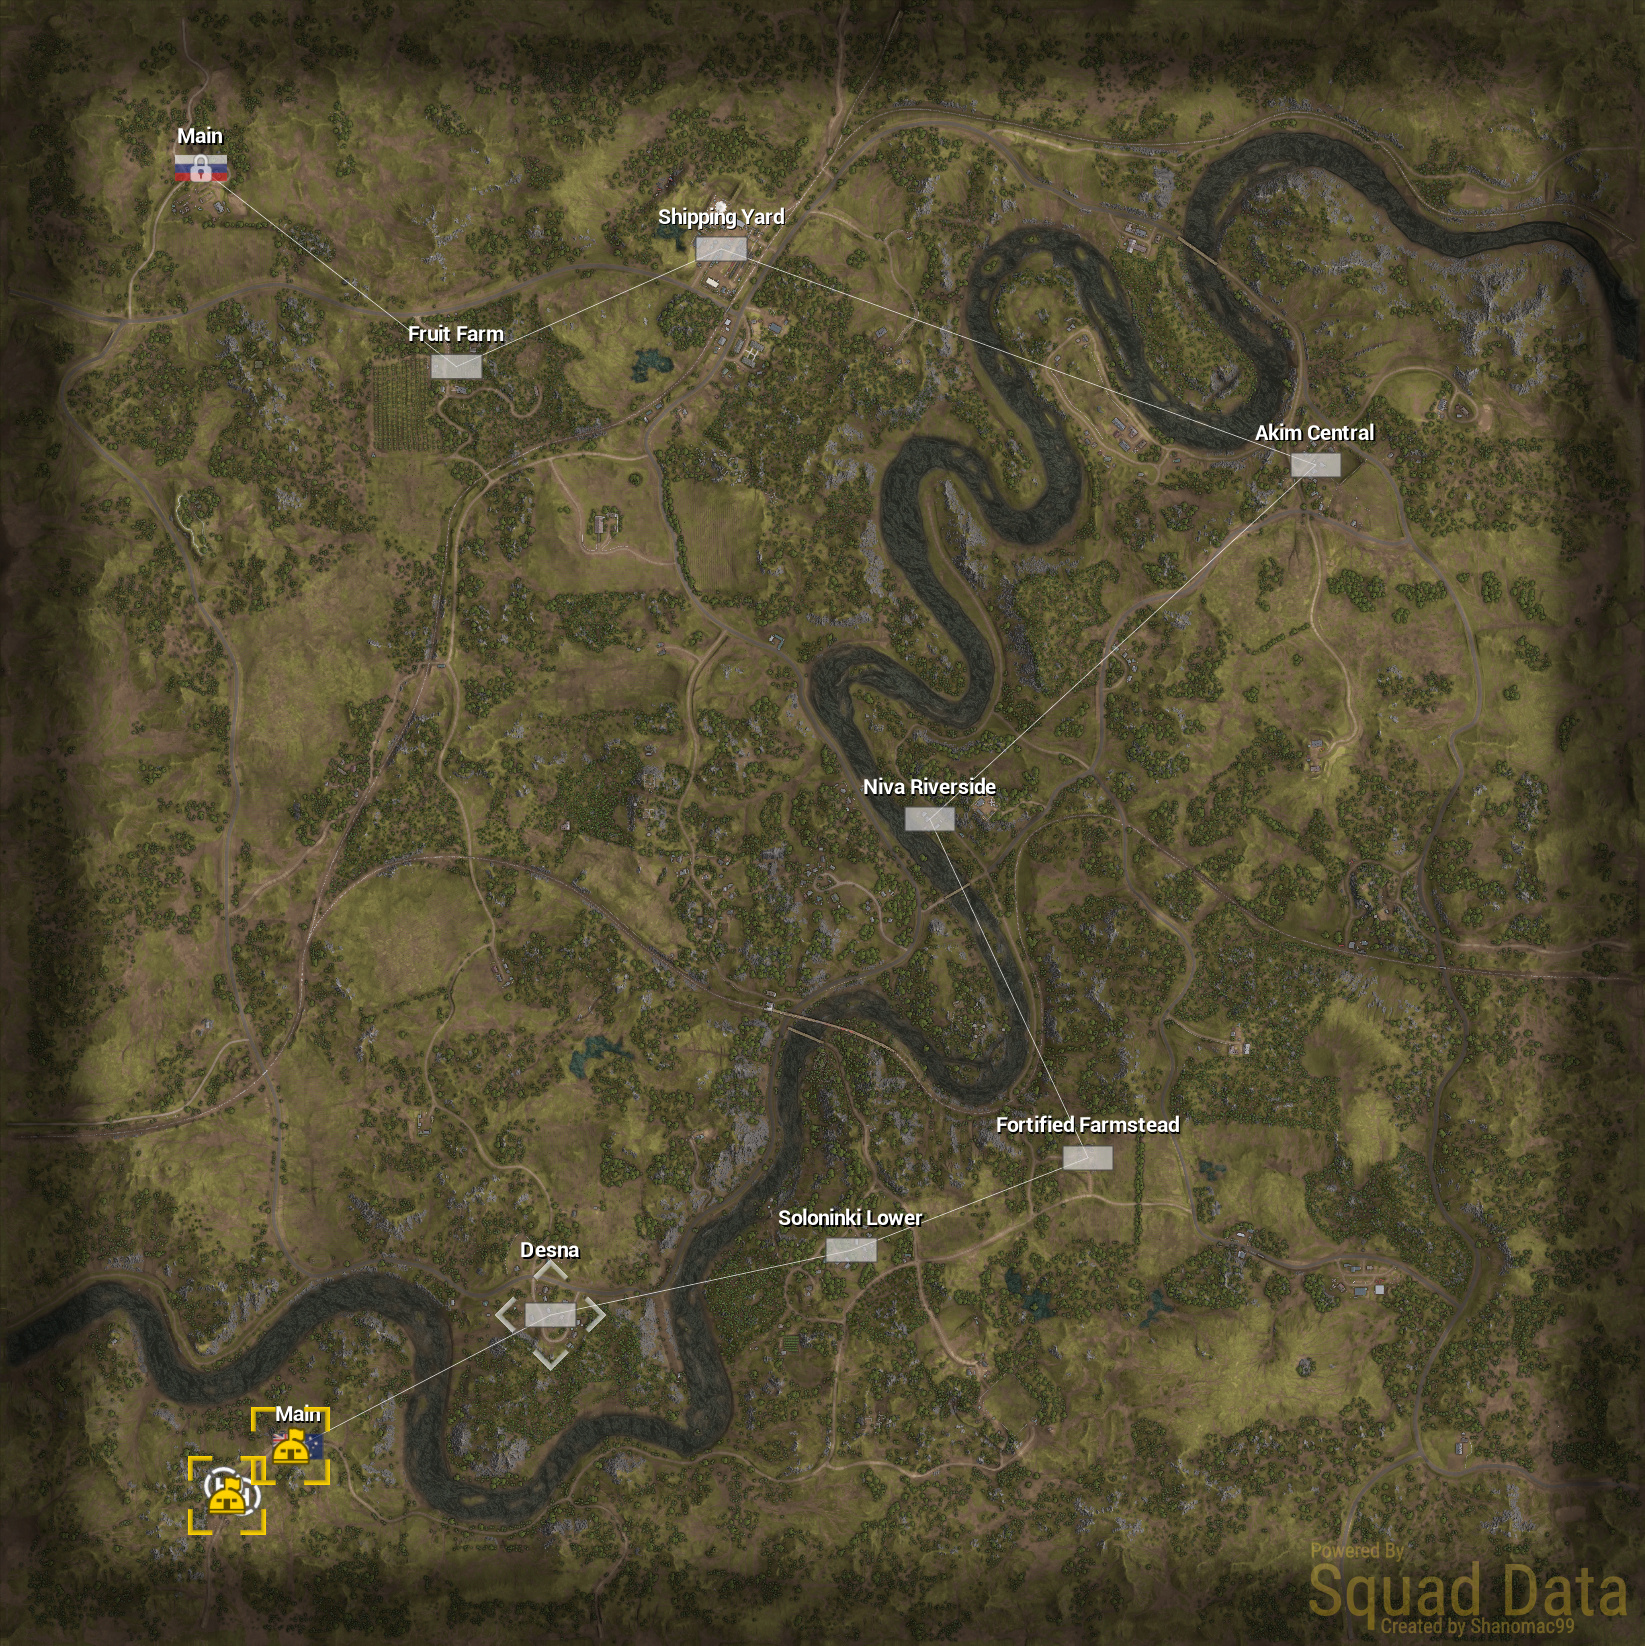 Main
Shipping Yard
Fruit Farm
Akim Central
Niva Riverside
Fortified Farmstead
Soloninki Lower
Desna
Main
Powered By
Squad Data
Created by Shanomac99